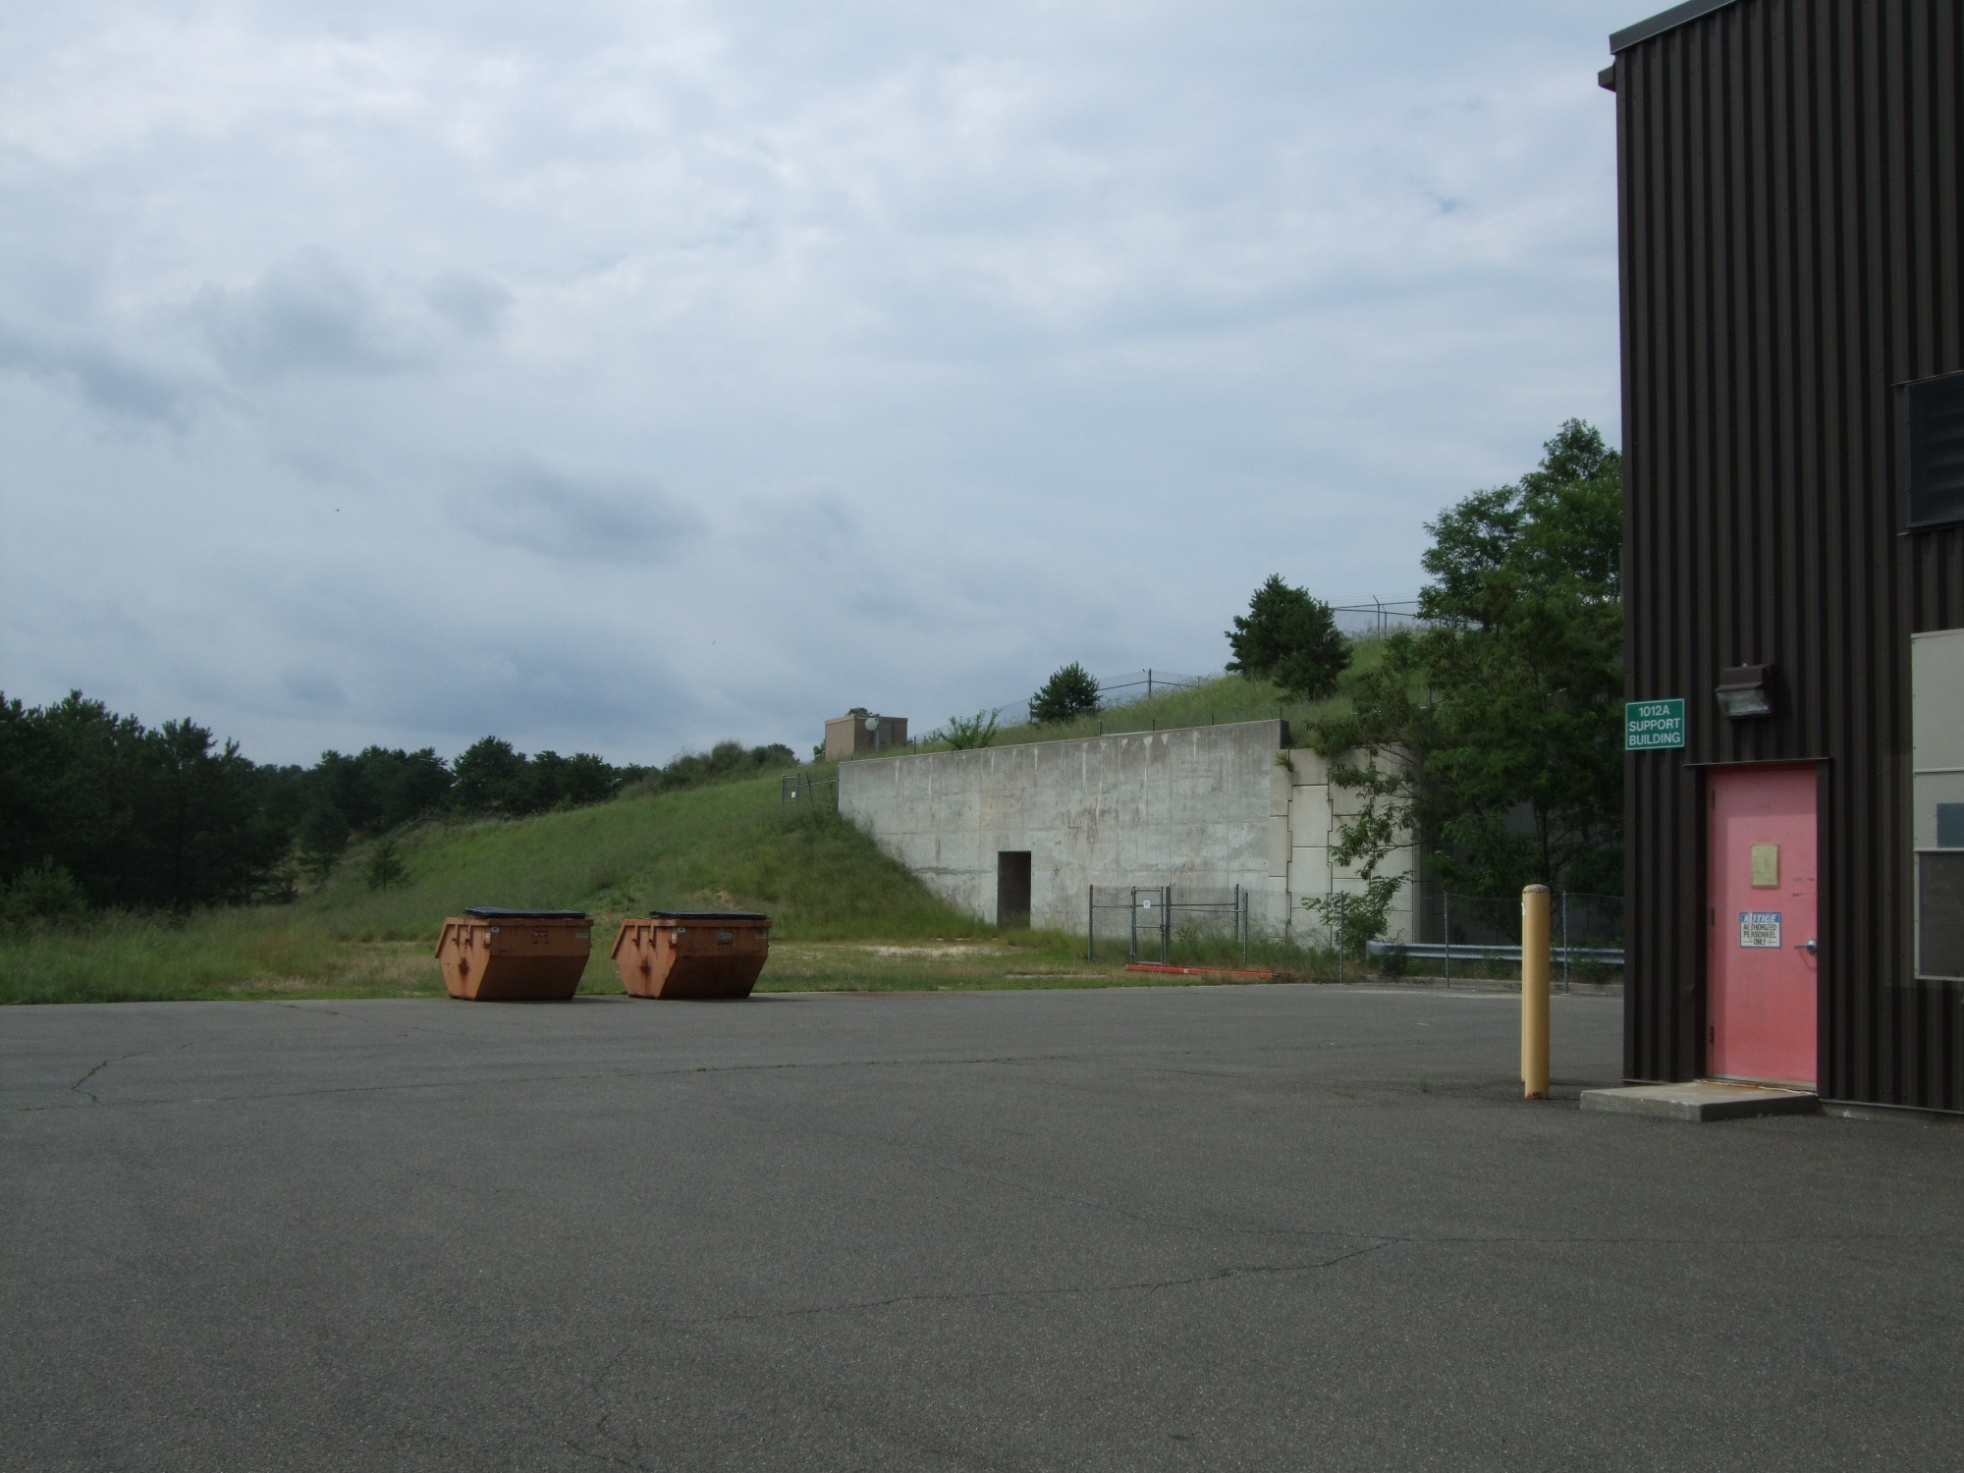 1012A
SUPPORT
BUILDING
NOTICE
AUTHORIZED
PERSONNEL
ONLY